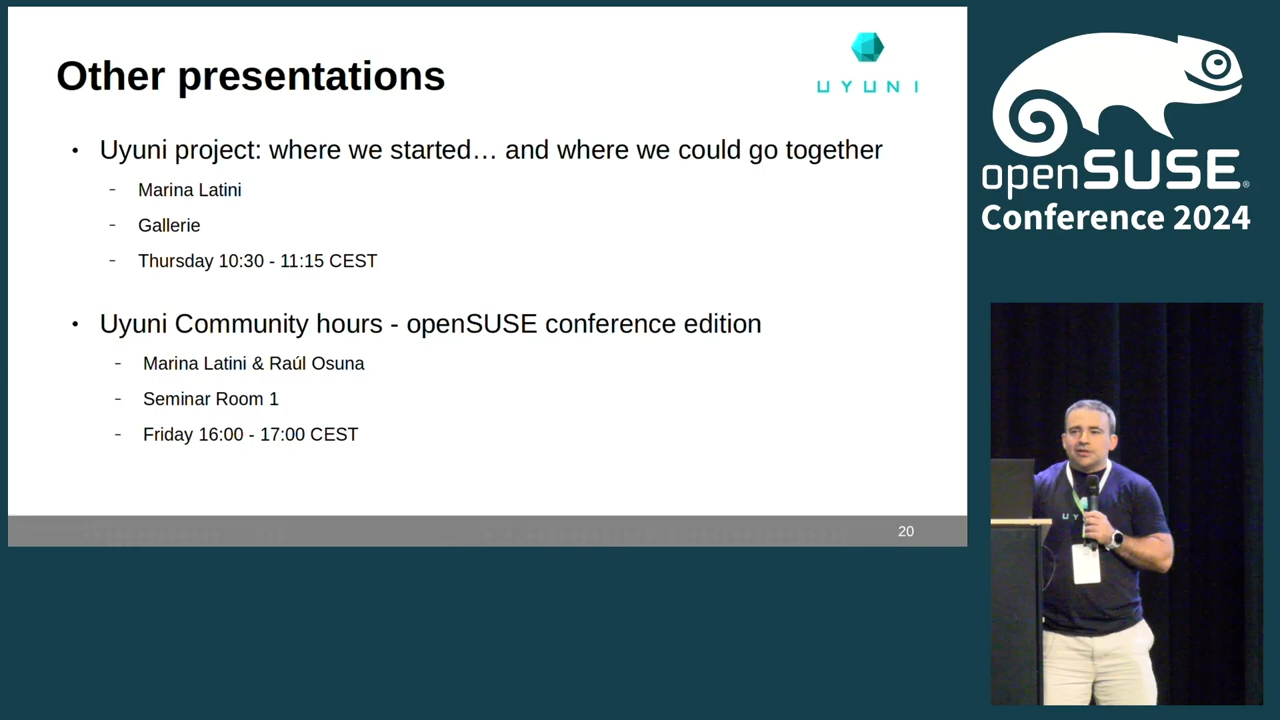 Other presentations
UYUNI
• Uyuni project: where we started… and where we could go together
- Marina Latini
- Gallerie
- Thursday 10:30 - 11:15 CEST
• Uyuni Community hours - openSUSE conference edition
- Marina Latini & Raúl Osuna
- Seminar Room 1
- Friday 16:00 - 17:00 CEST
20
openSUSE®
Conference 2024
UY